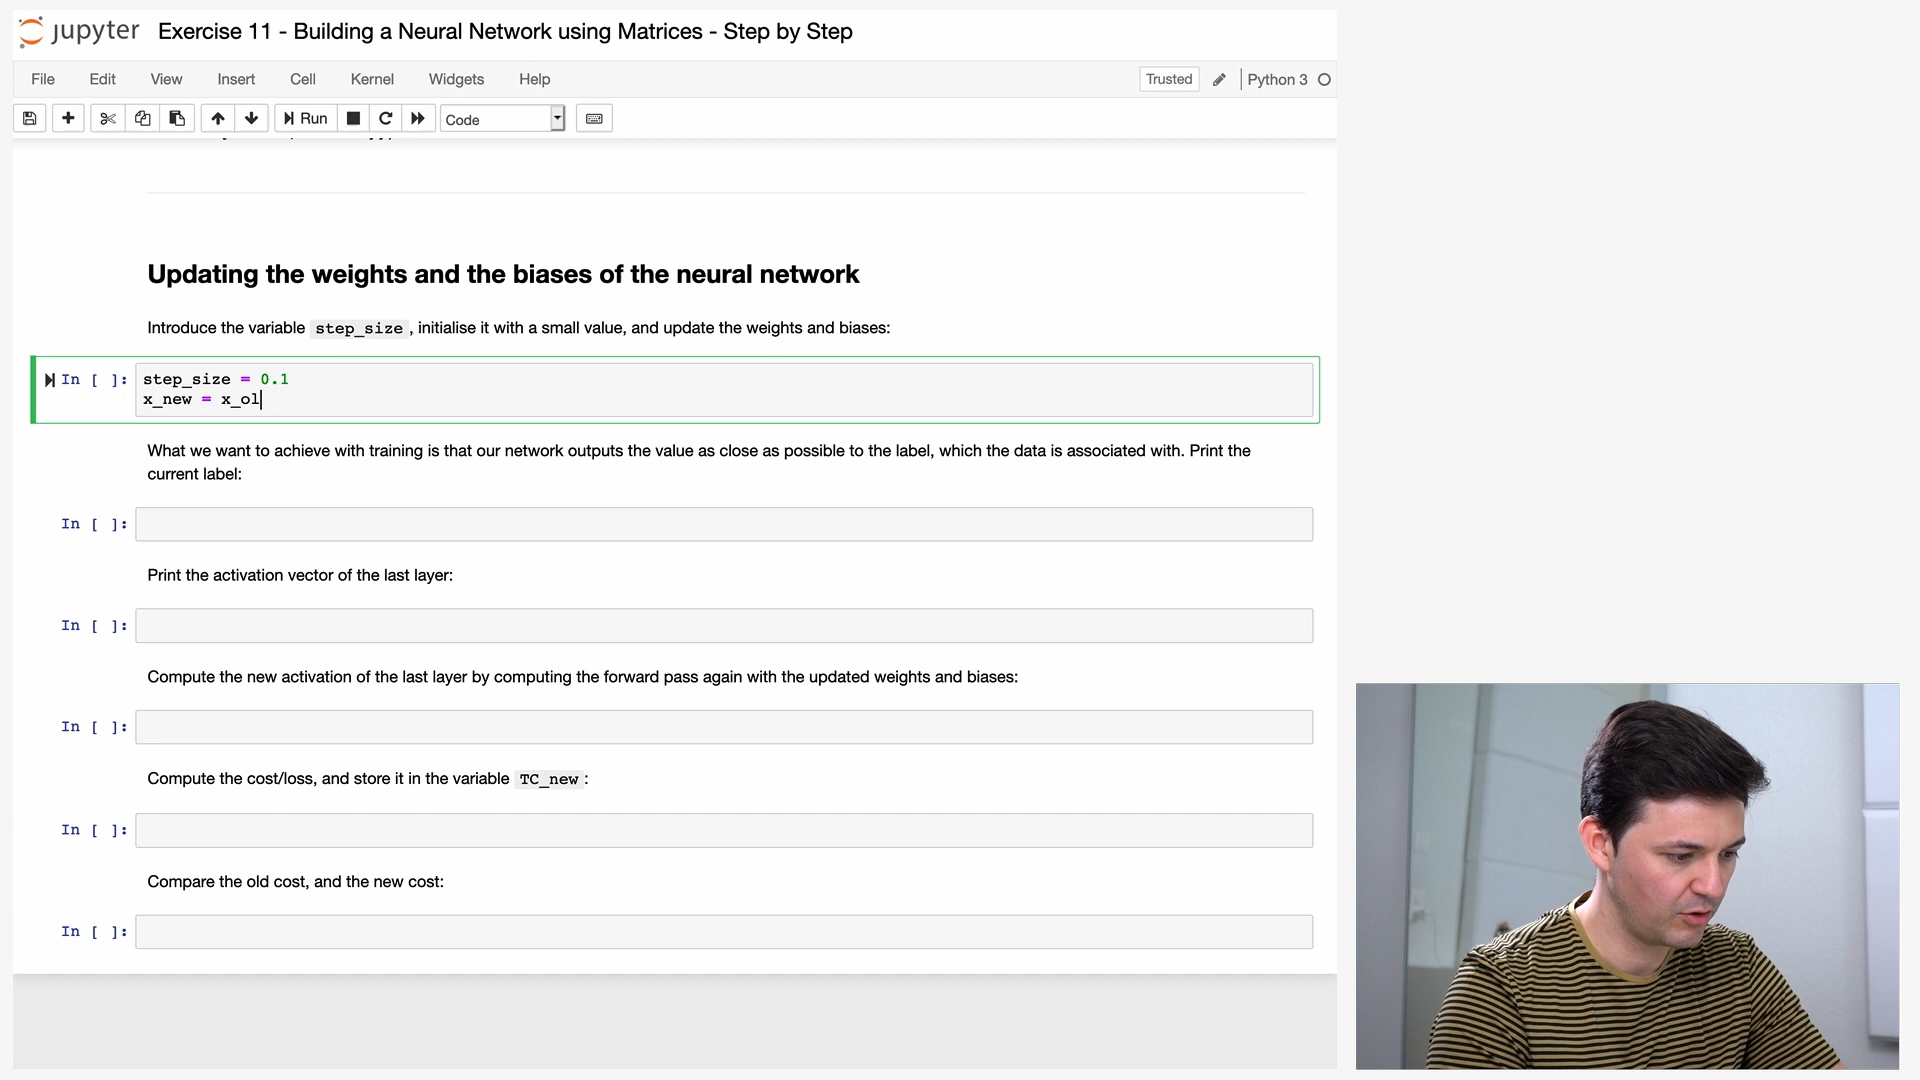 jupyter Exercise 11 - Building a Neural Network using Matrices - Step by Step
File Edit View Insert Cell Kernel Widgets Help Trusted Python 3
Run Code
Updating the weights and the biases of the neural network
Introduce the variable step_size, initialise it with a small value, and update the weights and biases:
In [ ]: step_size = 0.1
x_new = x_ol
What we want to achieve with training is that our network outputs the value as close as possible to the label, which the data is associated with. Print the
current label:
In [ ]:
Print the activation vector of the last layer:
In [ ]:
Compute the new activation of the last layer by computing the forward pass again with the updated weights and biases:
In [ ]:
Compute the cost/loss, and store it in the variable TC_new:
In [ ]:
Compare the old cost, and the new cost:
In [ ]: